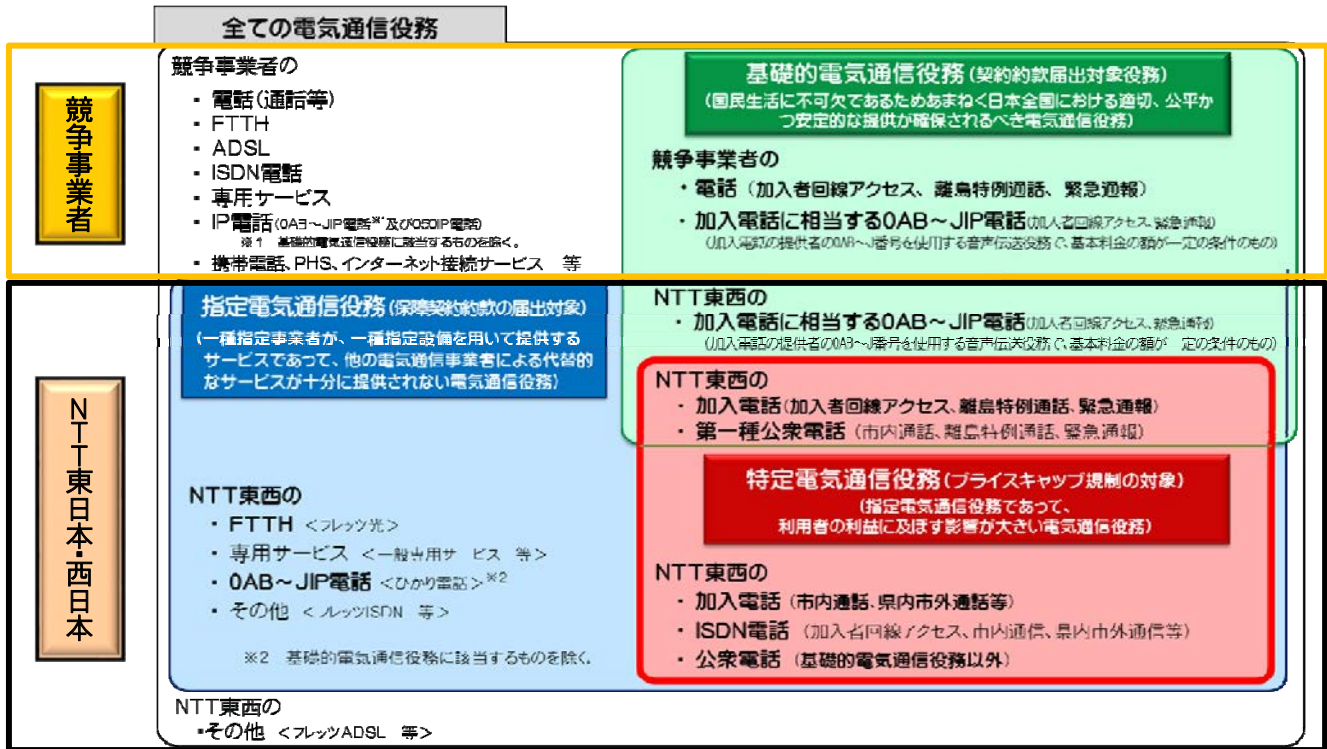 全ての電気通信役務
競争事業者
競争事業者の
・ 電話(通話等)
・ FTTH
・ ADSL
・ ISDN電話
・ 専用サービス
・ IP電話(0AB～JIP電話※1及び050IP電話)
※1 基礎的電気通信役務に該当するものを除く。
・ 携帯電話、PHS、インターネット接続サービス 等
基礎的電気通信役務(契約約款届出対象役務)
(国民生活に不可欠であるためあまねく日本全国における適切、公平か
つ安定的な提供が確保されるべき電気通信役務)
競争事業者の
・電話（加入者回線アクセス、離島特例通話、緊急通報）
・加入電話に相当する0AB～JIP電話(加入者回線アクセス、緊急通報)
(加入電話の提供者の0AB～J番号を使用する音声伝送役務で、基本料金の額が一定の条件のもの)
NTT東日本・西日本
指定電気通信役務(保障契約約款の届出対象)
(一種指定事業者が、一種指定設備を用いて提供する
サービスであって、他の電気通信事業者による代替的
なサービスが十分に提供されない電気通信役務)
NTT東西の
・加入電話に相当する0AB～JIP電話(加入者回線アクセス、緊急通報)
(加入電話の提供者の0AB～J番号を使用する音声伝送役務で、基本料金の額が 定の条件のもの)
NTT東西の
・ 加入電話(加入者回線アクセス、離島特例通話、緊急通報)
・ 第一種公衆電話（市内通話、離島特例通話、緊急通報）
特定電気通信役務(プライスキャップ規制の対象)
(指定電気通信役務であって、
利用者の利益に及ぼす影響が大きい電気通信役務)
NTT東西の
・ FTTH ＜フレッツ光＞
・ 専用サービス ＜一般専用サ ビス 等＞
・ 0AB～JIP電話 ＜ひかり電話＞※2
・ その他 ＜フレッツISDN 等＞
※2 基礎的電気通信役務に該当するものを除く。
NTT東西の
・ 加入電話（市内通話、県内市外通話等）
・ ISDN電話（加入者回線アクセス、市内通信、県内市外通信等）
・ 公衆電話（基礎的電気通信役務以外）
NTT東西の
・その他 ＜フレッツADSL 等＞